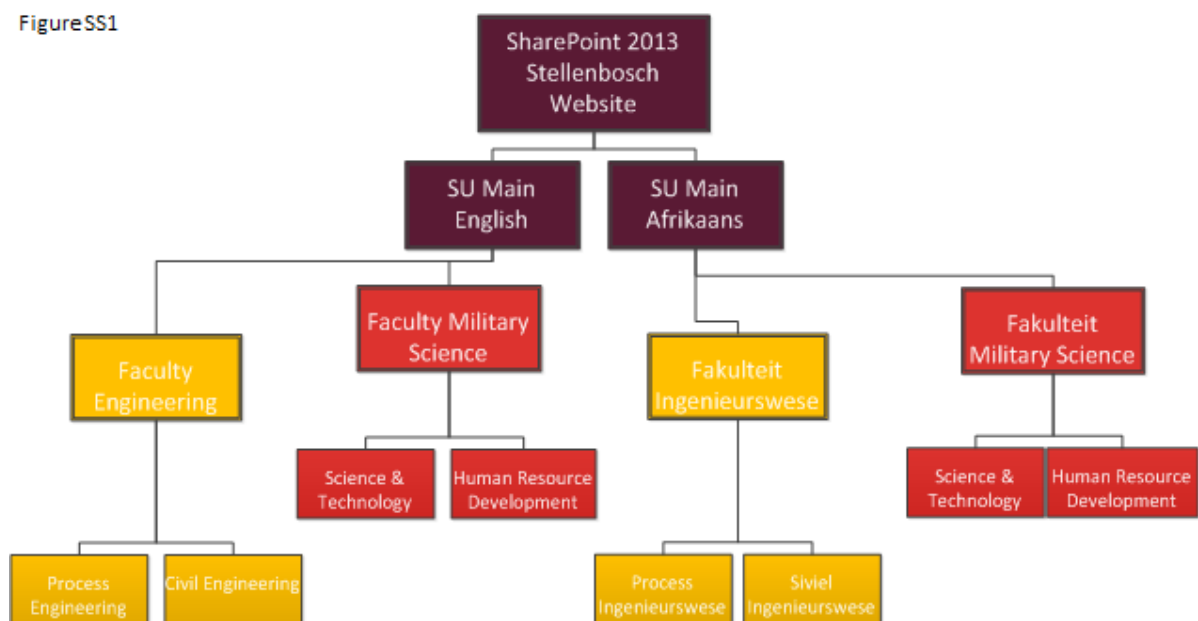 FigureSS1
SharePoint 2013
Stellenbosch
Website
SU Main
English
SU Main
Afrikaans
Faculty Engineering
Faculty Military
Science
Fakulteit
Ingenieurswese
Fakulteit
Military Science
Science &
Technology
Human Resource
Development
Science &
Technology
Human Resource
Development
Process
Engineering
Civil Engineering
Process
Ingenieurswese
Siviel
Ingenieurswese